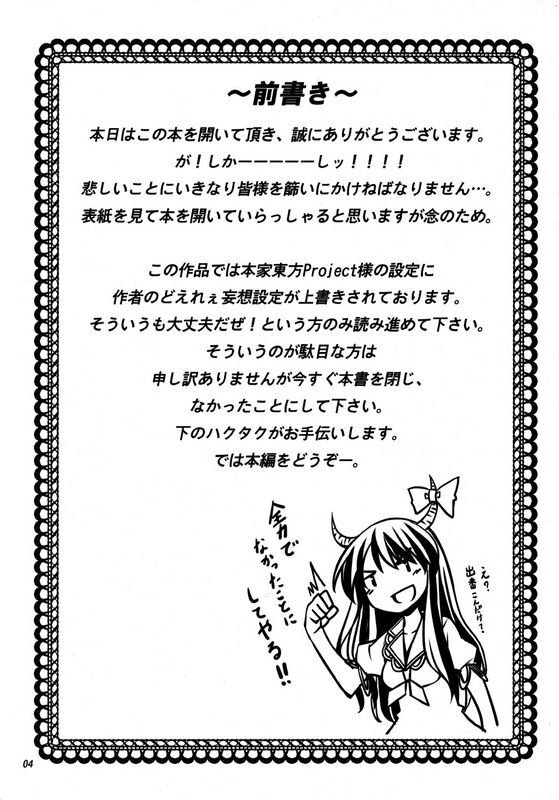 ～前書き～
本日はこの本を開いて頂き、誠にありがとうございます。
が！しかーーーーーしッ！！！！
悲しいことにいきなり皆様を篩いにかけねばなりません…。
表紙を見て本を開いていらっしゃると思いますが念のため。
この作品では本家東方Project様の設定に
作者のどえれぇ妄想設定が上書きされております。
そういうも大丈夫だぜ！という方のみ読み進めて下さい。
そういうのが駄目な方は
申し訳ありませんが今すぐ本書を閉じ、
なかったことにして下さい。
下のハクタクがお手伝いします。
では本編をどうぞー。
全力で
なかったことに
してやる!!
え？
出番こんだけ？
04